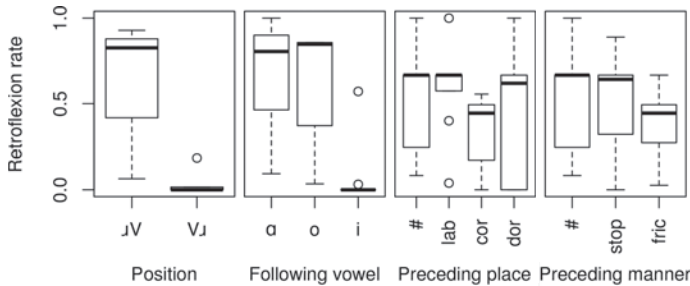 Retroflexion rate
1.0
0.5
0.0
ɹV
Vɹ
Position
ɑ
o
i
Following vowel
#
lab
cor
dor
Preceding place
#
stop
fric
Preceding manner